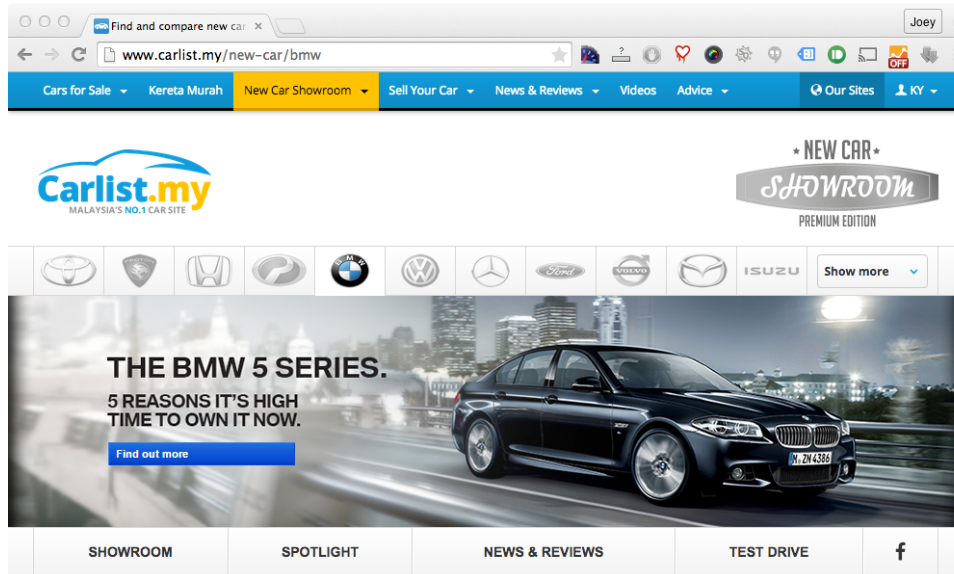 Find and compare new car
Joey
www.carlist.my/new-car/bmw
OFF
Cars for Sale
Kereta Murah
New Car Showroom
Sell Your Car
News & Reviews
Videos
Advice
Our Sites
KY
Carlist.my
MALAYSIA'S NO.1 CAR SITE
NEW CAR
SHOWROOM
PREMIUM EDITION
BMW
Ford
VOLVO
ISUZU
Show more
THE BMW 5 SERIES.
5 REASONS IT'S HIGH
TIME TO OWN IT NOW.
Find out more
M ZN 4386
SHOWROOM
SPOTLIGHT
NEWS & REVIEWS
TEST DRIVE
f